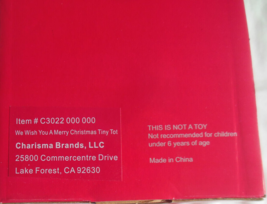 Item # C3022 000 000
We Wish You A Merry Christmas Tiny Tot
Charisma Brands, LLC
25800 Commercentre Drive
Lake Forest, CA 92630
THIS IS NOT A TOY
Not recommended for children
under 6 years of age
Made in China